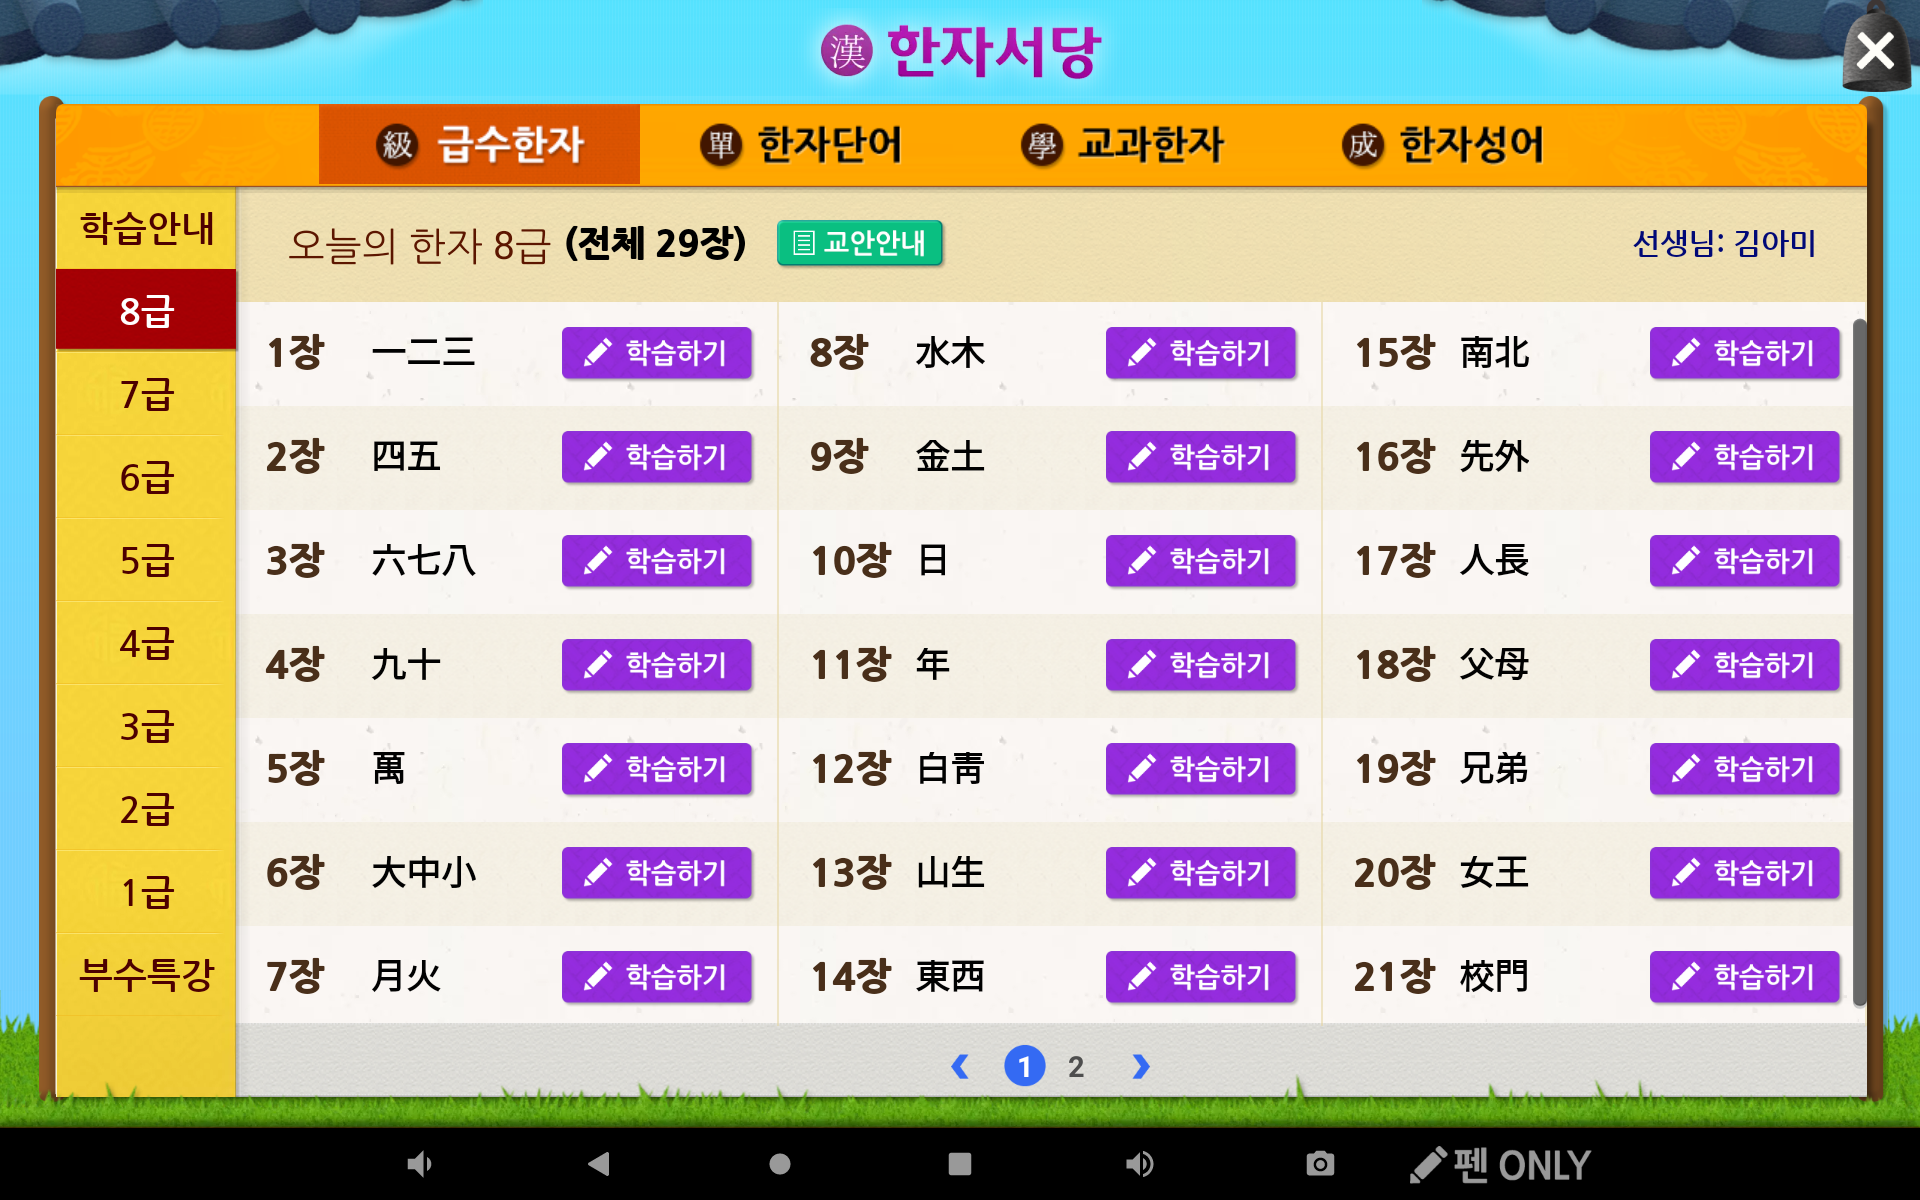 漢 한자서당
級 급수한자
單 한자단어
學 교과한자
成 한자성어
학습안내
8급
7급
6급
5급
4급
3급
2급
1급
부수특강
오늘의 한자 8급 (전체 29장) 교안안내
선생님: 김아미
1장 一二三 학습하기
2장 四五 학습하기
3장 六七八 학습하기
4장 九十 학습하기
5장 萬 학습하기
6장 大中小 학습하기
7장 月火 학습하기
8장 水木 학습하기
9장 金土 학습하기
10장 日 학습하기
11장 年 학습하기
12장 白靑 학습하기
13장 山生 학습하기
14장 東西 학습하기
15장 南北 학습하기
16장 先外 학습하기
17장 人長 학습하기
18장 父母 학습하기
19장 兄弟 학습하기
20장 女王 학습하기
21장 校門 학습하기
1 2
펜 ONLY